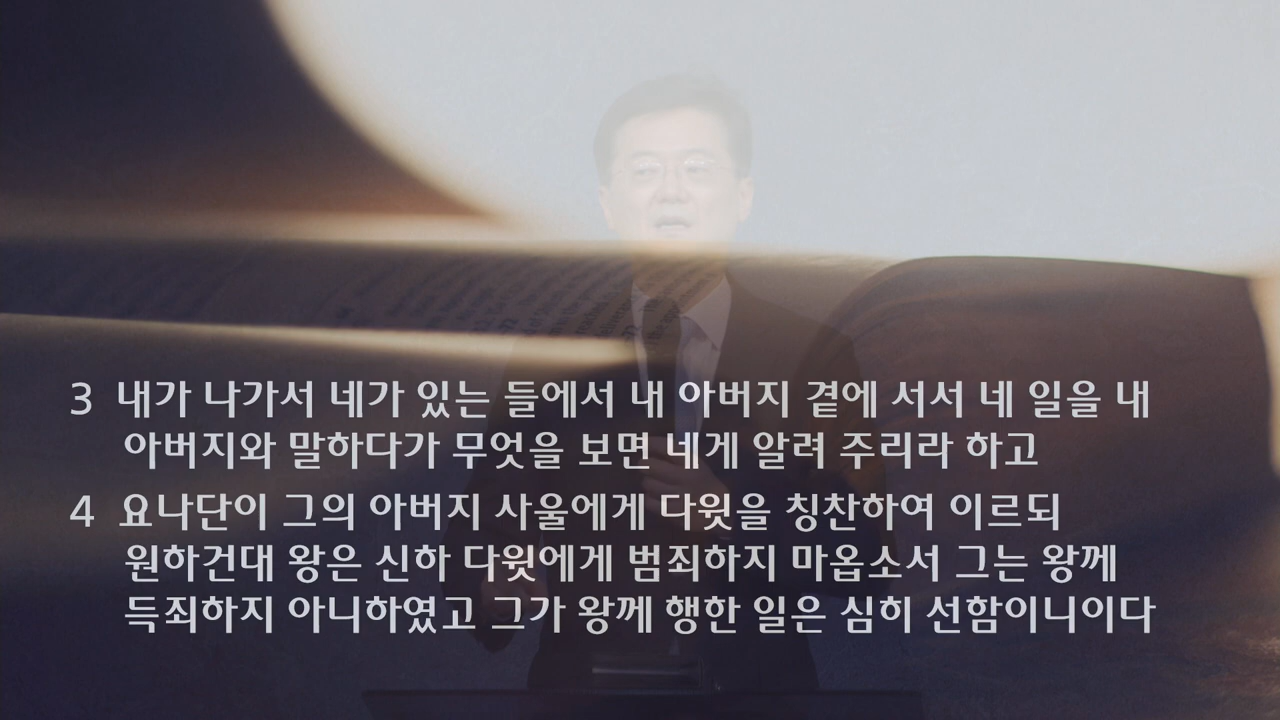 3 내가 나가서 네가 있는 들에서 내 아버지 곁에 서서 네 일을 내
아버지와 말하다가 무엇을 보면 네게 알려 주리라 하고
4 요나단이 그의 아버지 사울에게 다윗을 칭찬하여 이르되
원하건대 왕은 신하 다윗에게 범죄하지 마옵소서 그는 왕께
득죄하지 아니하였고 그가 왕께 행한 일은 심히 선함이니이다